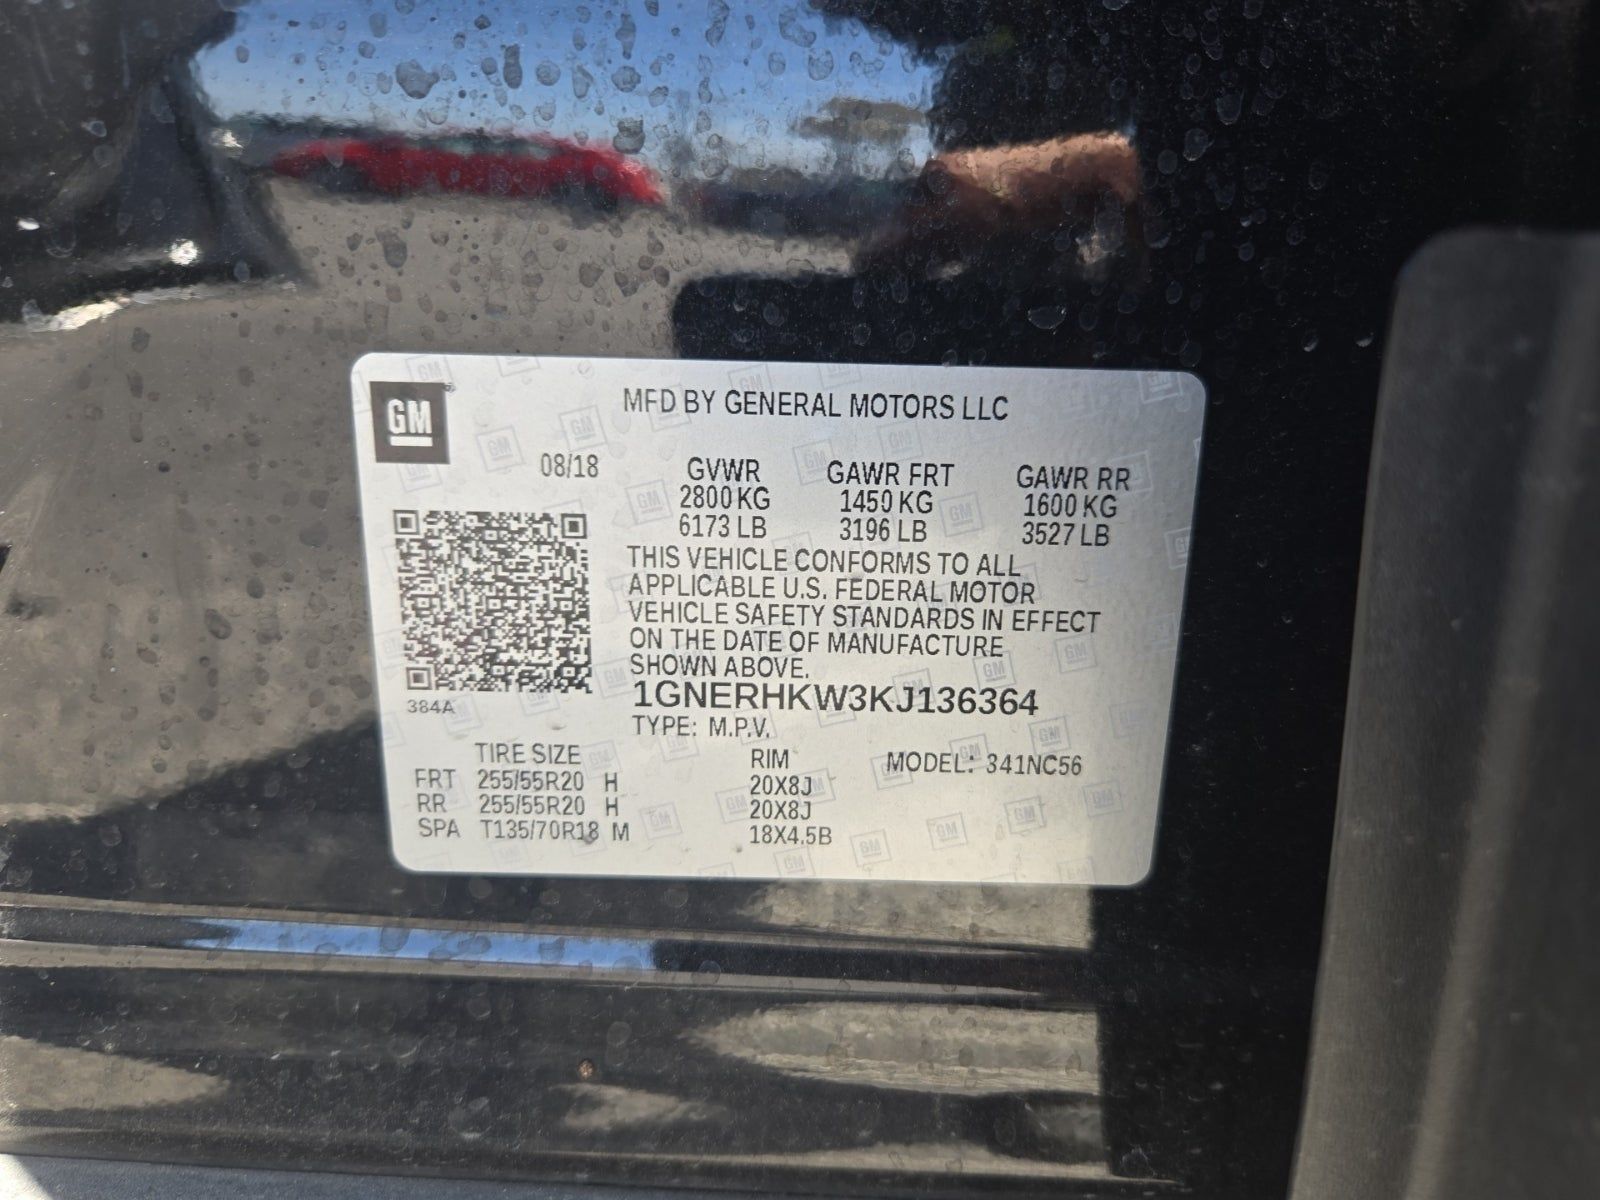 GM
MFD BY GENERAL MOTORS LLC
08/18
GVWR GAWR FRT GAWR RR
2800 KG 1450 KG 1600 KG
6173 LB 3196 LB 3527 LB
THIS VEHICLE CONFORMS TO ALL
APPLICABLE U.S. FEDERAL MOTOR
VEHICLE SAFETY STANDARDS IN EFFECT
ON THE DATE OF MANUFACTURE
SHOWN ABOVE.
384A
1GNERHKW3KJ136364
TYPE: M.P.V.
TIRE SIZE RIM MODEL: 341NC56
FRT 255/55R20 H 20X8J
RR 255/55R20 H 20X8J
SPA T135/70R18 M 18X4.5B